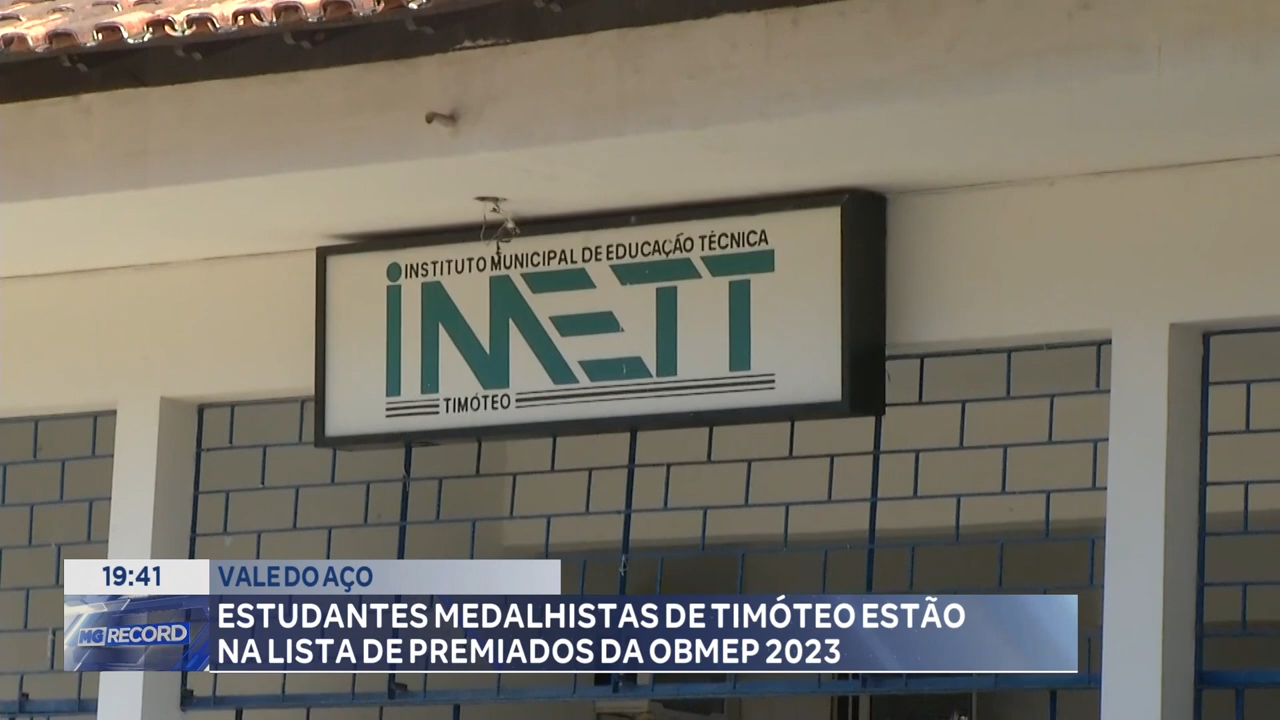 INSTITUTO MUNICIPAL DE EDUCAÇÃO TÉCNICA
iMETT
TIMÓTEO
19:41
VALE DO AÇO
MG RECORD
ESTUDANTES MEDALHISTAS DE TIMÓTEO ESTÃO
NA LISTA DE PREMIADOS DA OBMEP 2023